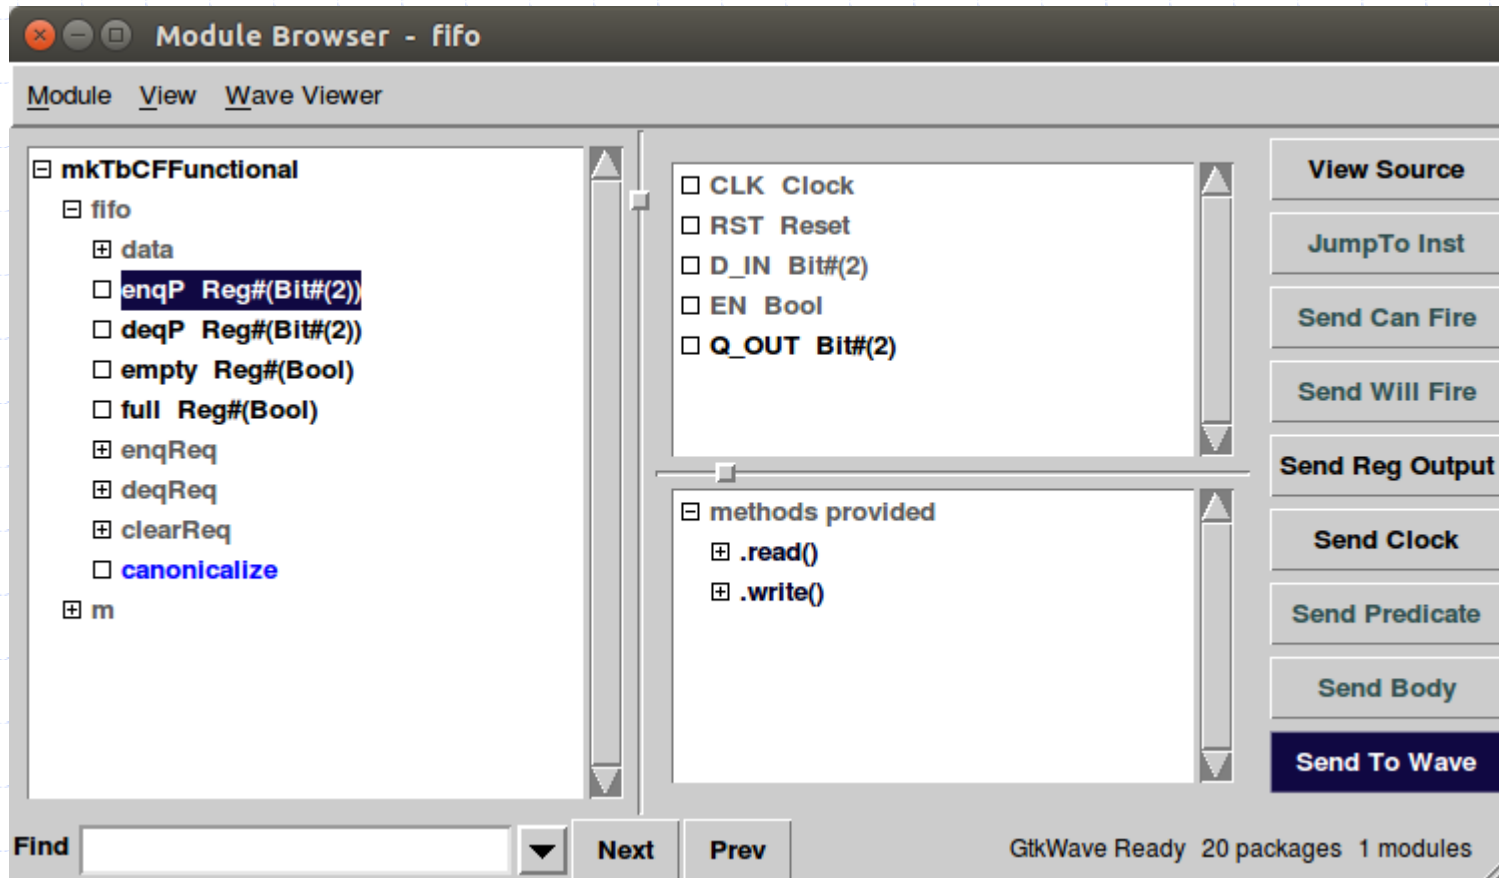 Module Browser - fifo
Module View Wave Viewer
mkTbCFFunctional
fifo
data
enqP Reg#(Bit#(2))
deqP Reg#(Bit#(2))
empty Reg#(Bool)
full Reg#(Bool)
enqReq
deqReq
clearReq
canonicalize
m
CLK Clock
RST Reset
D_IN Bit#(2)
EN Bool
Q_OUT Bit#(2)
methods provided
.read()
.write()
View Source
JumpTo Inst
Send Can Fire
Send Will Fire
Send Reg Output
Send Clock
Send Predicate
Send Body
Send To Wave
Find Next Prev GtkWave Ready 20 packages 1 modules